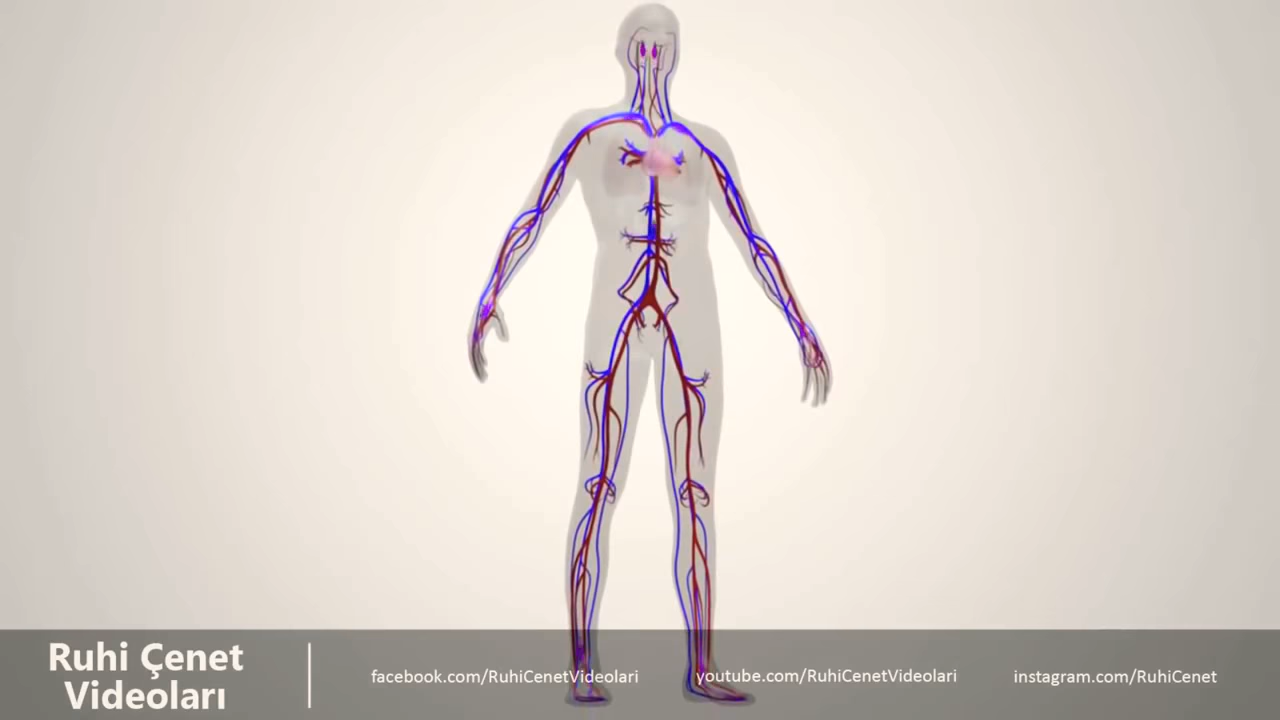 Ruhi Çenet
Videoları
facebook.com/RuhiCenetVideolari
youtube.com/RuhiCenetVideolari
instagram.com/RuhiCenet